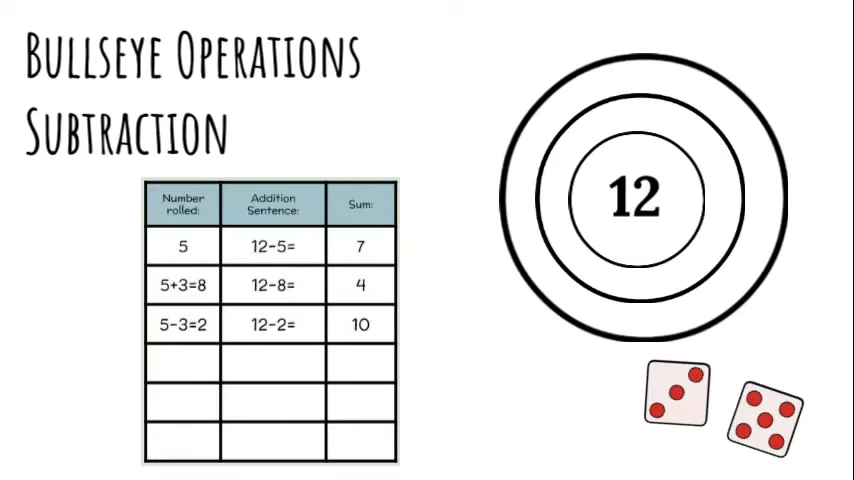 Bullseye Operations
Subtraction
12
Number rolled: Addition Sentence: Sum:
5 12-5= 7
5+3=8 12-8= 4
5-3=2 12-2= 10